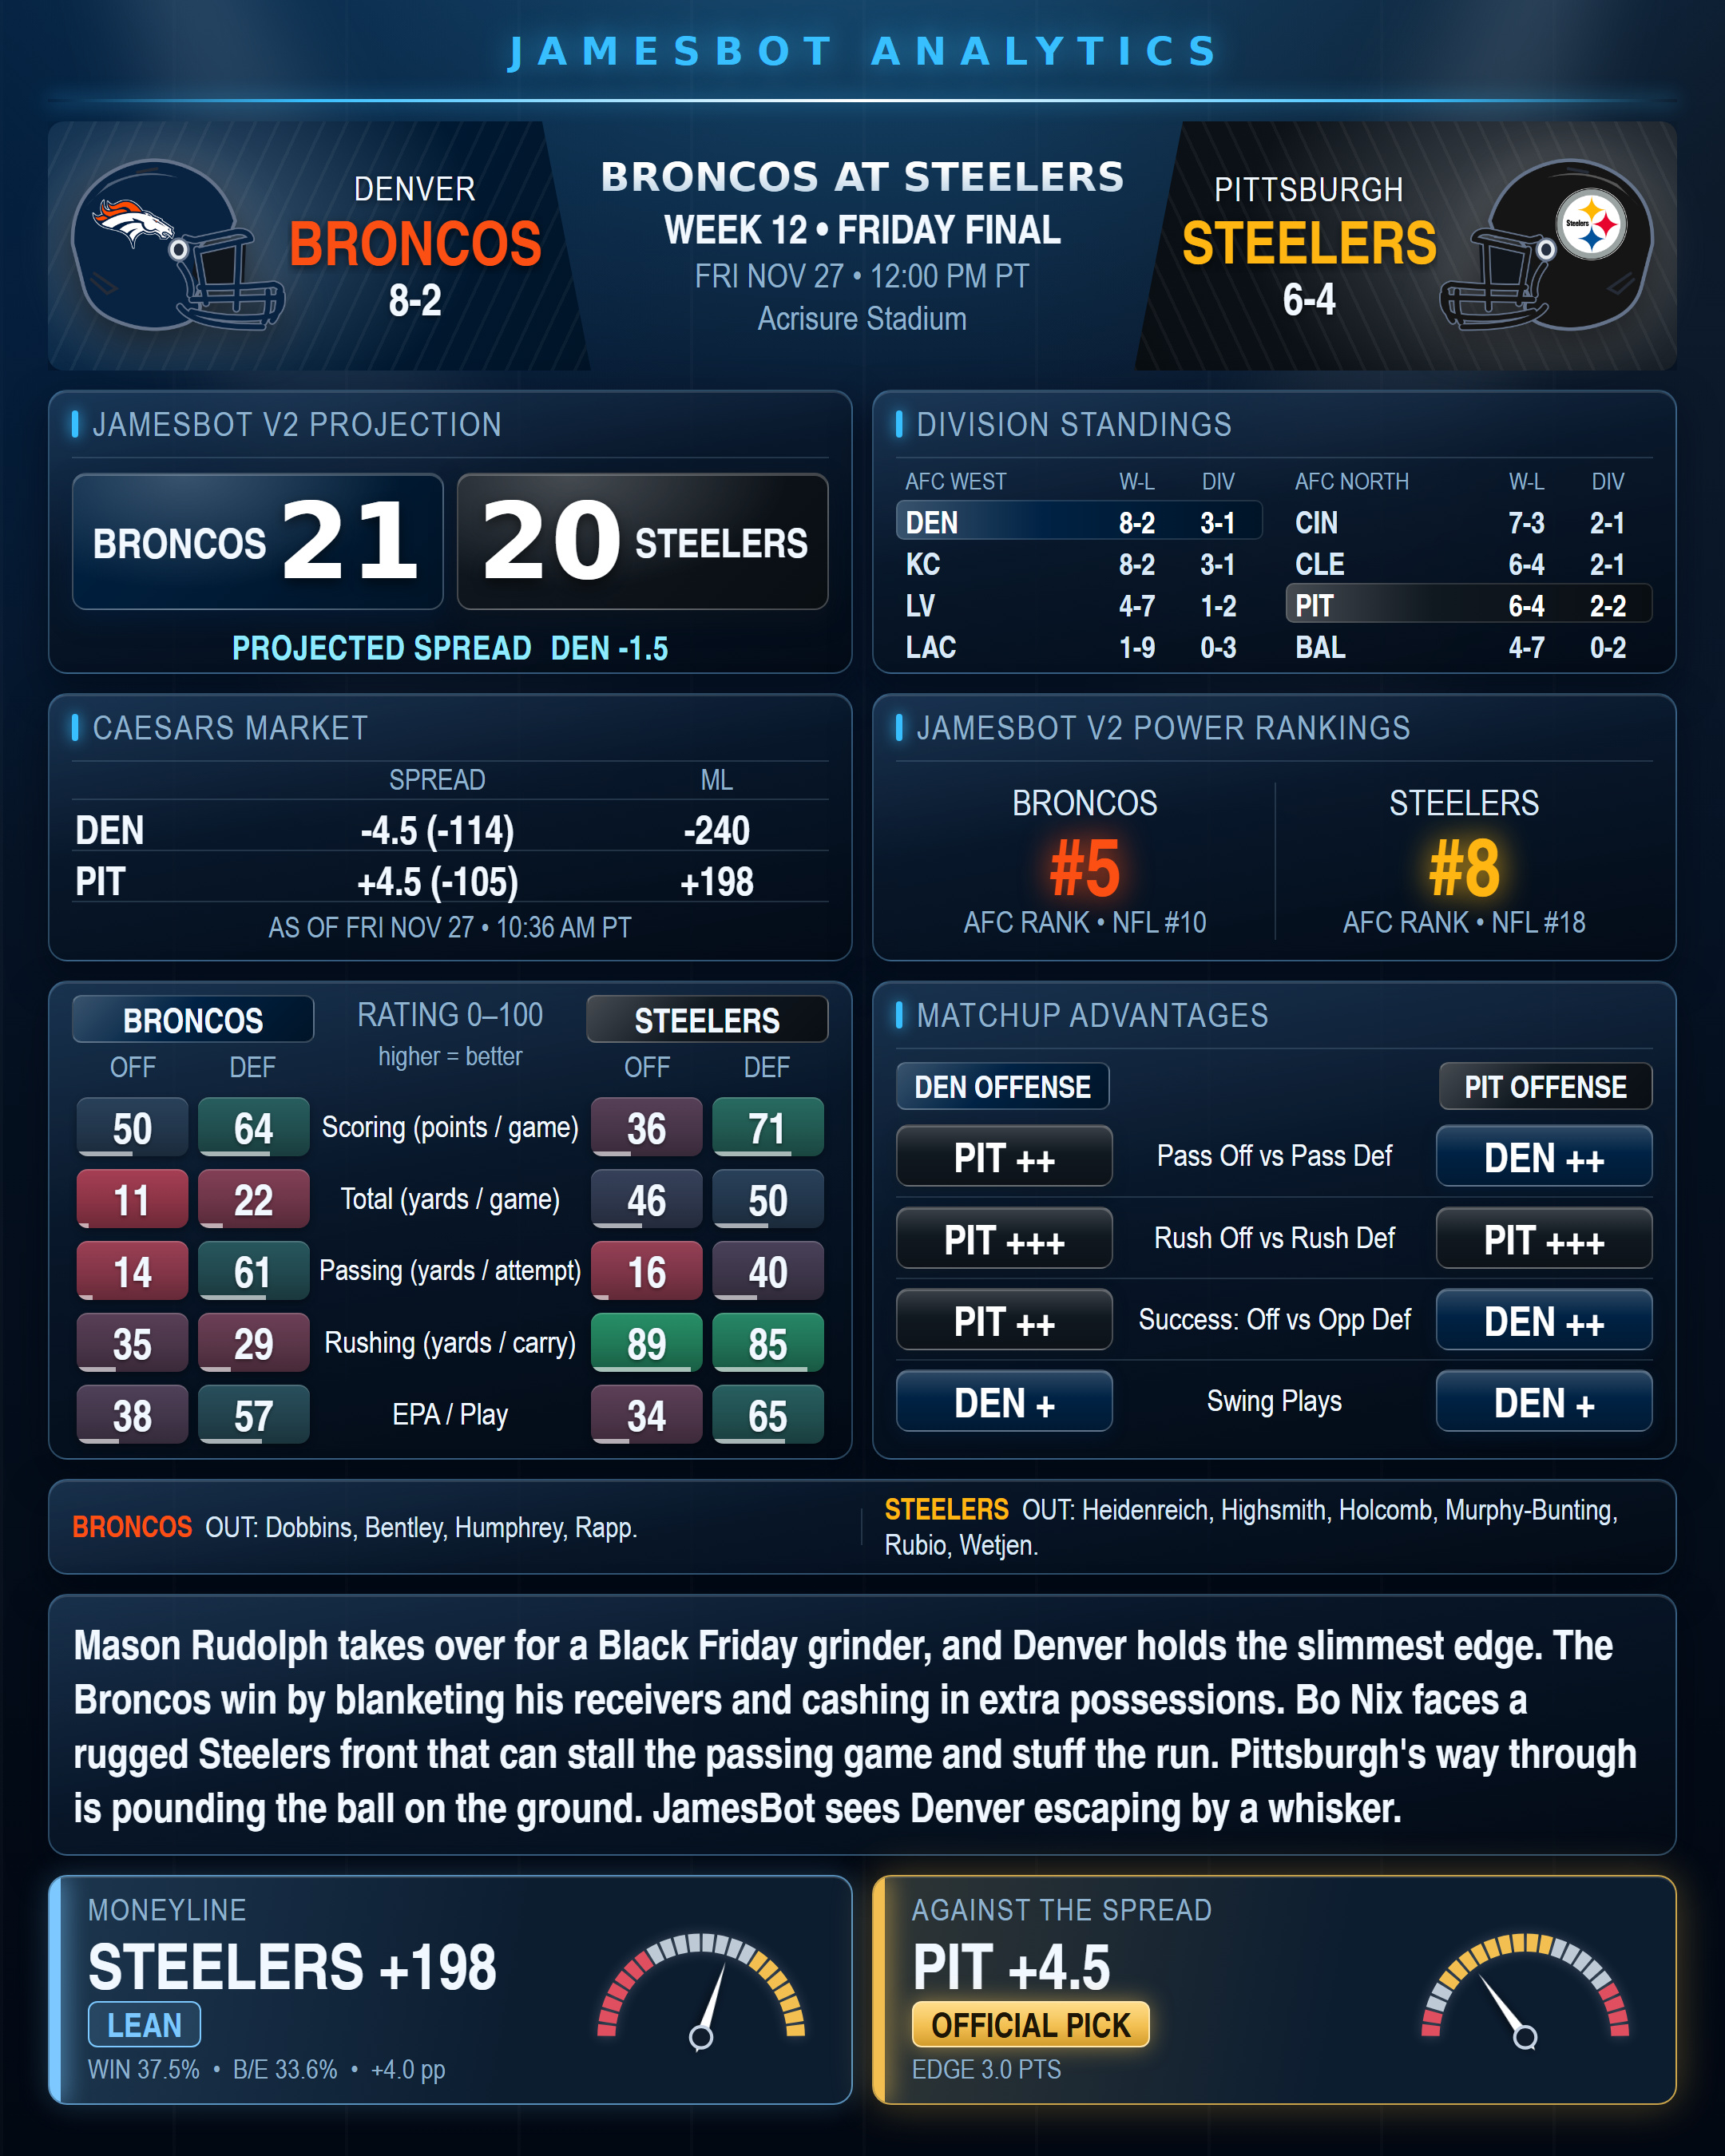 JAMESBOT ANALYTICS
DENVER
BRONCOS
8-2
BRONCOS AT STEELERS
WEEK 12 • FRIDAY FINAL
FRI NOV 27 • 12:00 PM PT
Acrisure Stadium
PITTSBURGH
STEELERS
6-4
Steelers
JAMESBOT V2 PROJECTION
BRONCOS 21
20 STEELERS
PROJECTED SPREAD DEN -1.5
DIVISION STANDINGS
AFC WEST W-L DIV
DEN 8-2 3-1
KC 8-2 3-1
LV 4-7 1-2
LAC 1-9 0-3
AFC NORTH W-L DIV
CIN 7-3 2-1
CLE 6-4 2-1
PIT 6-4 2-2
BAL 4-7 0-2
CAESARS MARKET
SPREAD ML
DEN -4.5 (-114) -240
PIT +4.5 (-105) +198
AS OF FRI NOV 27 • 10:36 AM PT
JAMESBOT V2 POWER RANKINGS
BRONCOS
#5
AFC RANK • NFL #10
STEELERS
#8
AFC RANK • NFL #18
BRONCOS RATING 0–100 STEELERS
OFF DEF higher = better OFF DEF
50 64 Scoring (points / game) 36 71
11 22 Total (yards / game) 46 50
14 61 Passing (yards / attempt) 16 40
35 29 Rushing (yards / carry) 89 85
38 57 EPA / Play 34 65
MATCHUP ADVANTAGES
DEN OFFENSE PIT OFFENSE
PIT ++ Pass Off vs Pass Def DEN ++
PIT +++ Rush Off vs Rush Def PIT +++
PIT ++ Success: Off vs Opp Def DEN ++
DEN + Swing Plays DEN +
BRONCOS OUT: Dobbins, Bentley, Humphrey, Rapp.
STEELERS OUT: Heidenreich, Highsmith, Holcomb, Murphy-Bunting,
Rubio, Wetjen.
Mason Rudolph takes over for a Black Friday grinder, and Denver holds the slimmest edge. The
Broncos win by blanketing his receivers and cashing in extra possessions. Bo Nix faces a
rugged Steelers front that can stall the passing game and stuff the run. Pittsburgh's way through
is pounding the ball on the ground. JamesBot sees Denver escaping by a whisker.
MONEYLINE
STEELERS +198
LEAN
WIN 37.5% • B/E 33.6% • +4.0 pp
AGAINST THE SPREAD
PIT +4.5
OFFICIAL PICK
EDGE 3.0 PTS